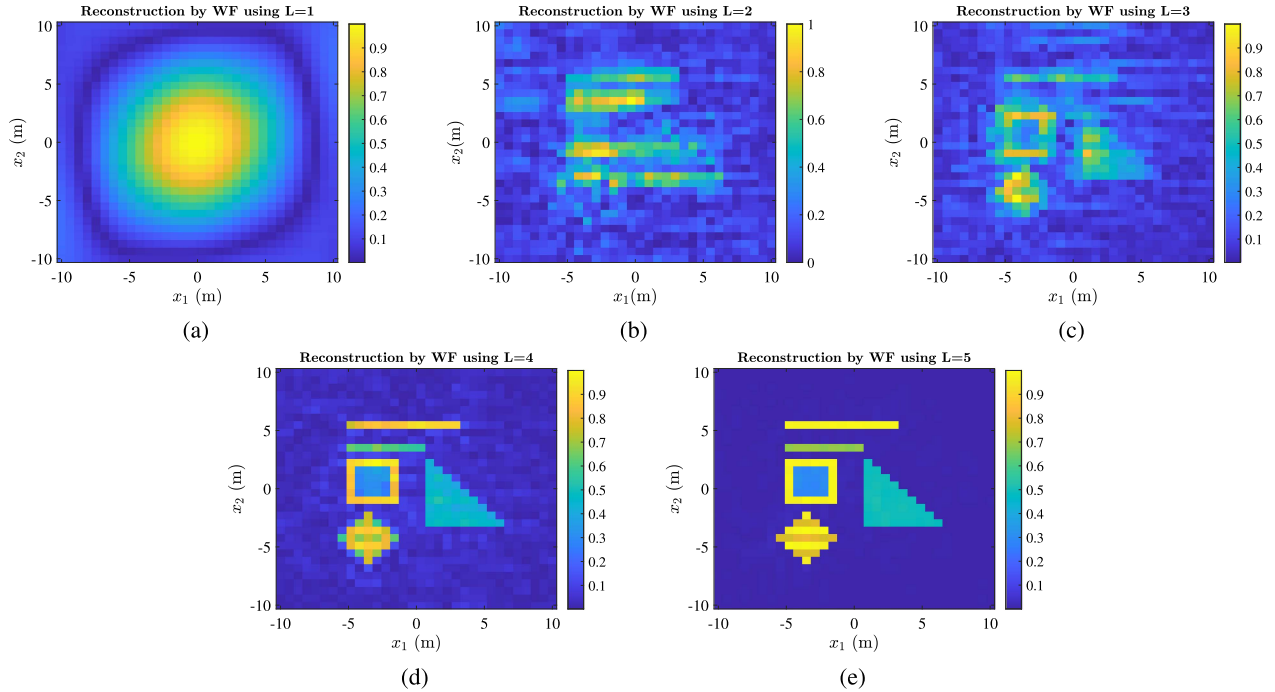 Reconstruction by WF using L=1
10
5
0
-5
-10
x₂ (m)
-10 -5 0 5 10
x₁ (m)
0.9
0.8
0.7
0.6
0.5
0.4
0.3
0.2
0.1
(a)
Reconstruction by WF using L=2
10
5
0
-5
-10
x₂(m)
-10 -5 0 5 10
x₁(m)
1
0.8
0.6
0.4
0.2
0
(b)
Reconstruction by WF using L=3
10
5
0
-5
-10
x₂ (m)
-10 -5 0 5 10
x₁ (m)
0.9
0.8
0.7
0.6
0.5
0.4
0.3
0.2
0.1
(c)
Reconstruction by WF using L=4
10
5
0
-5
-10
x₂ (m)
-10 -5 0 5 10
x₁ (m)
0.9
0.8
0.7
0.6
0.5
0.4
0.3
0.2
0.1
(d)
Reconstruction by WF using L=5
10
5
0
-5
-10
x₂ (m)
-10 -5 0 5 10
x₁ (m)
0.9
0.8
0.7
0.6
0.5
0.4
0.3
0.2
0.1
(e)